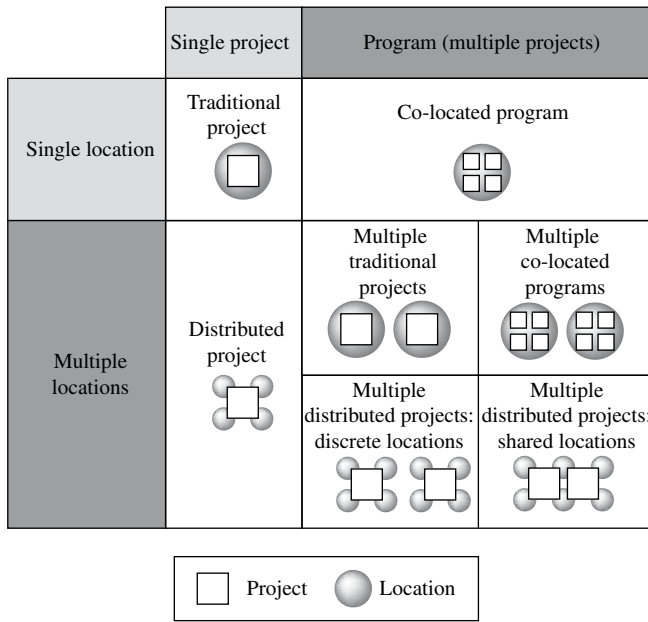 Single project
Program (multiple projects)
Single location
Traditional
project
Co-located program
Multiple
locations
Distributed
project
Multiple
traditional
projects
Multiple
co-located
programs
Multiple
distributed projects:
discrete locations
Multiple
distributed projects:
shared locations
Project
Location